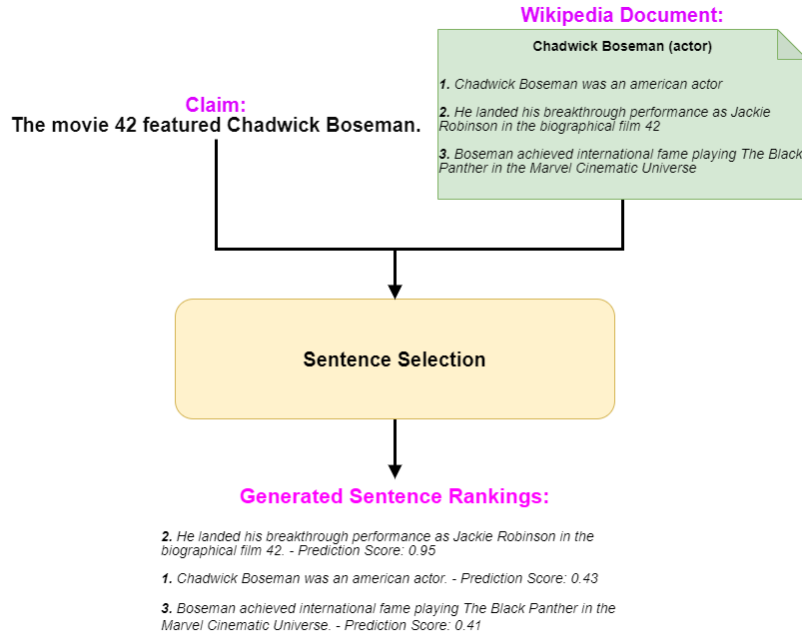 Wikipedia Document:
Chadwick Boseman (actor)
1. Chadwick Boseman was an american actor
2. He landed his breakthrough performance as Jackie
Robinson in the biographical film 42
3. Boseman achieved international fame playing The Black
Panther in the Marvel Cinematic Universe
Claim:
The movie 42 featured Chadwick Boseman.
Sentence Selection
Generated Sentence Rankings:
2. He landed his breakthrough performance as Jackie Robinson in the
biographical film 42. - Prediction Score: 0.95
1. Chadwick Boseman was an american actor. - Prediction Score: 0.43
3. Boseman achieved international fame playing The Black Panther in the
Marvel Cinematic Universe. - Prediction Score: 0.41